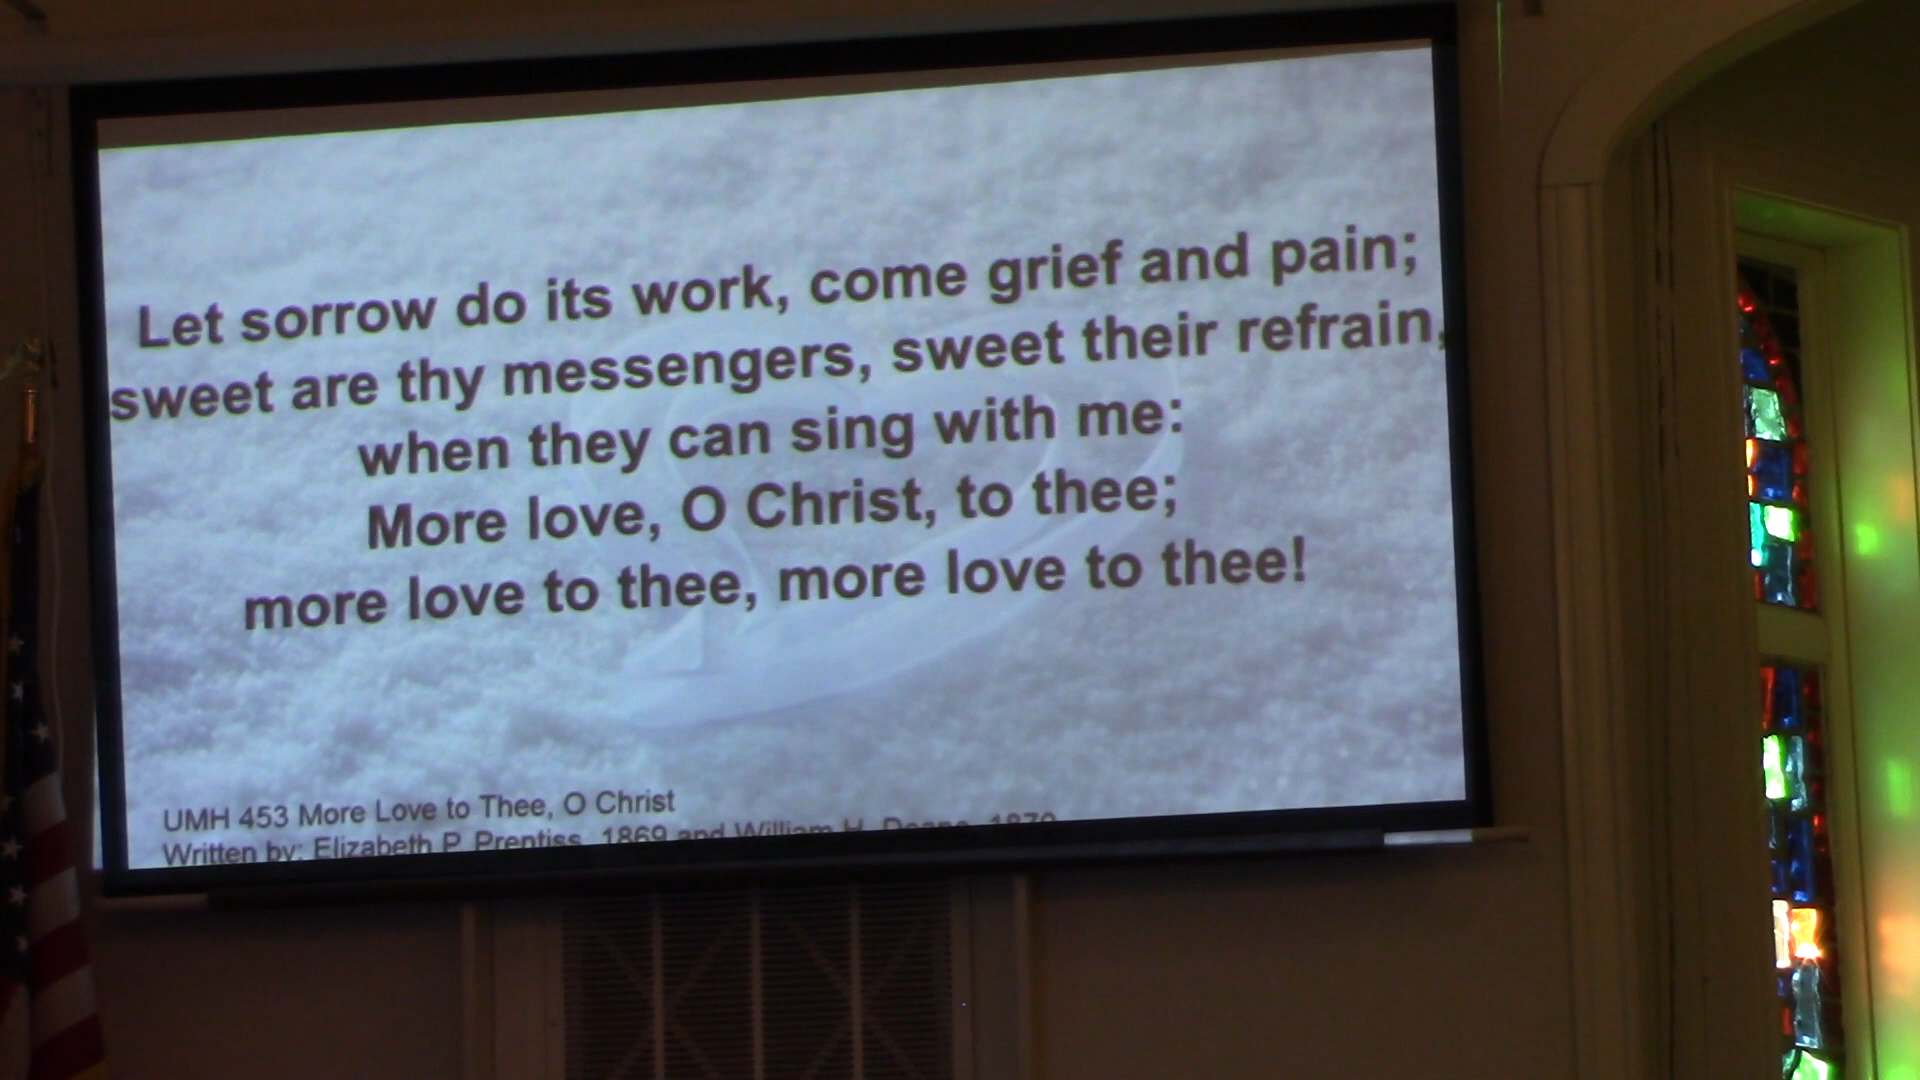 Let sorrow do its work, come grief and pain;
sweet are thy messengers, sweet their refrain,
when they can sing with me:
More love, O Christ, to thee;
more love to thee, more love to thee!
UMH 453 More Love to Thee, O Christ
Written by: Elizabeth P. Prentiss, 1869 and William H. Doane, 1870